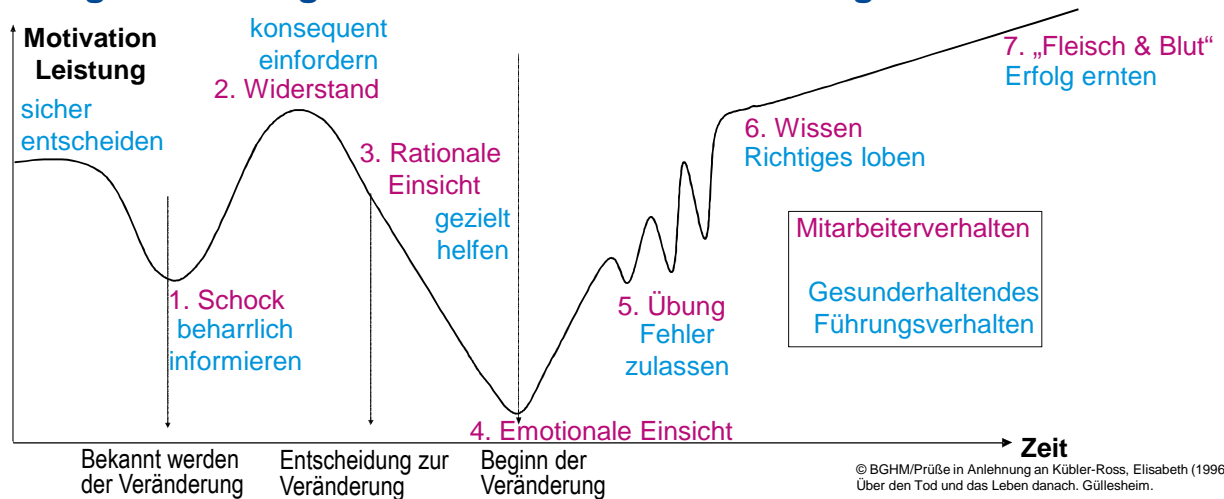 Motivation
Leistung
sicher
entscheiden
konsequent
einfordern
2. Widerstand
3. Rationale
Einsicht
gezielt
helfen
1. Schock
beharrlich
informieren
4. Emotionale Einsicht
5. Übung
Fehler
zulassen
6. Wissen
Richtiges loben
7. „Fleisch & Blut“
Erfolg ernten
Mitarbeiterverhalten
Gesunderhaltendes
Führungsverhalten
Zeit
Bekannt werden
der Veränderung
Entscheidung zur
Veränderung
Beginn der
Veränderung
© BGHM/Prüße in Anlehnung an Kübler-Ross, Elisabeth (1996
Über den Tod und das Leben danach. Güllesheim.